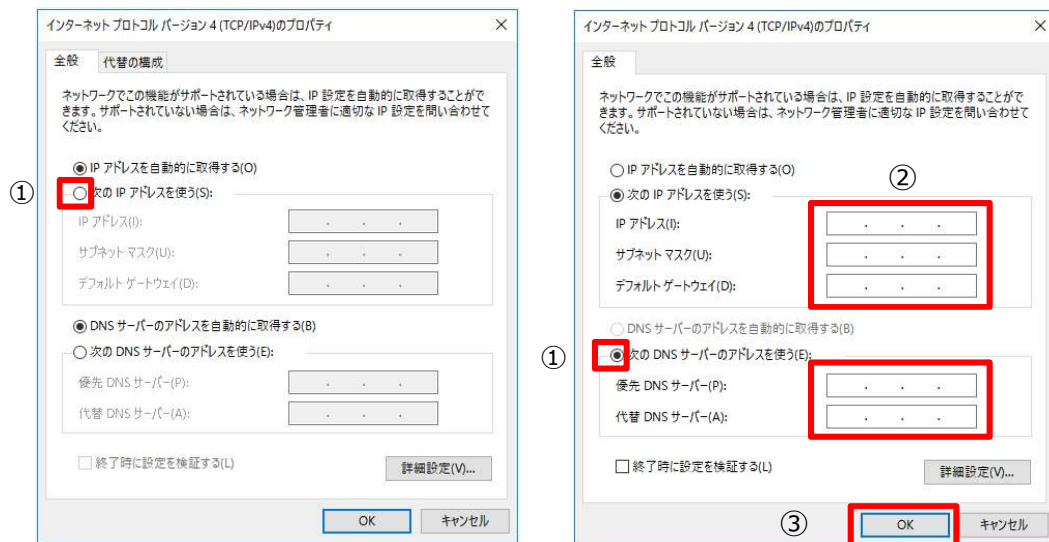 インターネット プロトコル バージョン 4 (TCP/IPv4)のプロパティ
全般 代替の構成
ネットワークでこの機能がサポートされている場合は、IP 設定を自動的に取得することがで
きます。サポートされていない場合は、ネットワーク管理者に適切な IP 設定を問い合わせて
ください。
IP アドレスを自動的に取得する(O)
①
次の IP アドレスを使う(S):
IP アドレス(I):
サブネット マスク(U):
デフォルト ゲートウェイ(D):
DNS サーバーのアドレスを自動的に取得する(B)
次の DNS サーバーのアドレスを使う(E):
優先 DNS サーバー(P):
代替 DNS サーバー(A):
終了時に設定を検証する(L)
詳細設定(V)...
OK キャンセル
インターネット プロトコル バージョン 4 (TCP/IPv4)のプロパティ
全般
ネットワークでこの機能がサポートされている場合は、IP 設定を自動的に取得することがで
きます。サポートされていない場合は、ネットワーク管理者に適切な IP 設定を問い合わせて
ください。
IP アドレスを自動的に取得する(O)
②
次の IP アドレスを使う(S):
IP アドレス(I):
サブネット マスク(U):
デフォルト ゲートウェイ(D):
DNS サーバーのアドレスを自動的に取得する(B)
①
次の DNS サーバーのアドレスを使う(E):
優先 DNS サーバー(P):
代替 DNS サーバー(A):
終了時に設定を検証する(L)
詳細設定(V)...
③
OK キャンセル